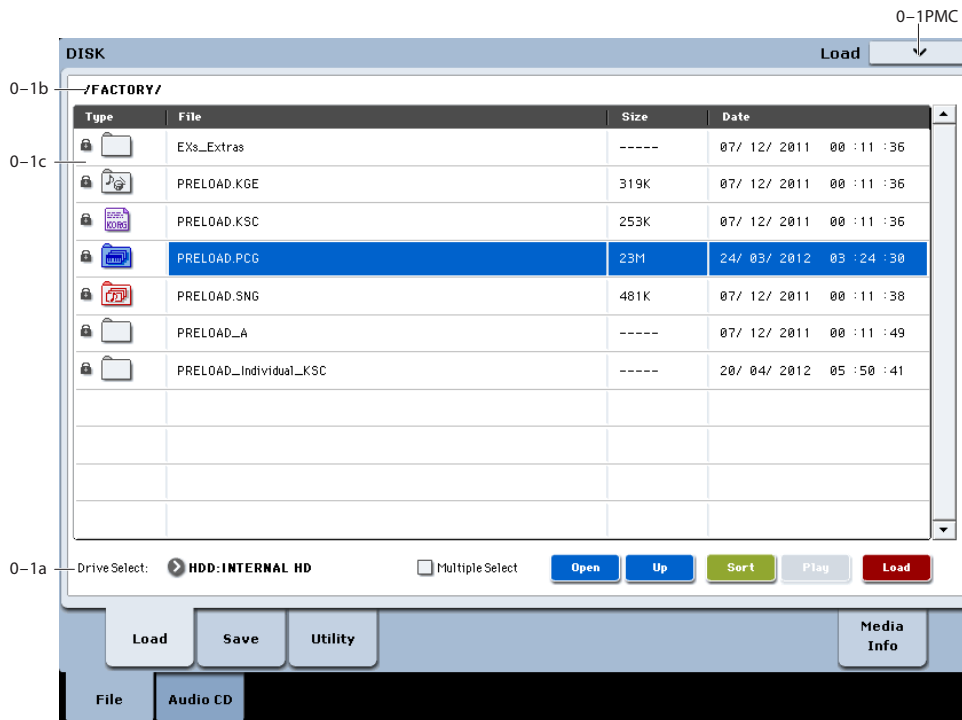 0–1PMC
DISK
Load
0–1b
/FACTORY/
Type File Size Date
0–1c
EXs_Extras ----- 07/ 12/ 2011 00 :11 :36
PRELOAD.KGE 319K 07/ 12/ 2011 00 :11 :36
KORG
PRELOAD.KSC 253K 07/ 12/ 2011 00 :11 :36
PRELOAD.PCG 23M 24/ 03/ 2012 03 :24 :30
PRELOAD.SNG 481K 07/ 12/ 2011 00 :11 :38
PRELOAD_A ----- 07/ 12/ 2011 00 :11 :49
PRELOAD_Individual_KSC ----- 20/ 04/ 2012 05 :50 :41
0–1a
Drive Select: HDD:INTERNAL HD Multiple Select Open Up Sort Play Load
Load Save Utility
Media
Info
File Audio CD